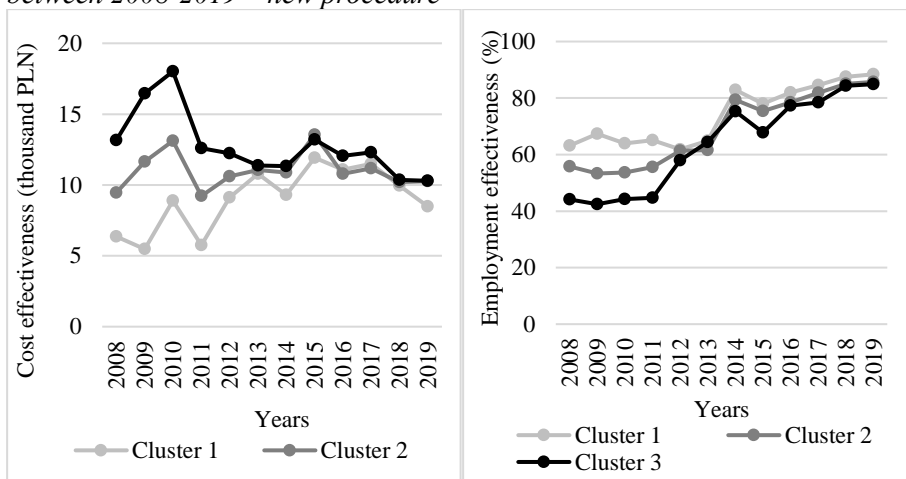 between 2008-2019 – new procedure
Cost effectiveness (thousand PLN)
20
15
10
5
0
2008 2009 2010 2011 2012 2013 2014 2015 2016 2017 2018 2019
Years
Cluster 1 Cluster 2
Employment effectiveness (%)
100
80
60
40
20
0
2008 2009 2010 2011 2012 2013 2014 2015 2016 2017 2018 2019
Years
Cluster 1 Cluster 2
Cluster 3